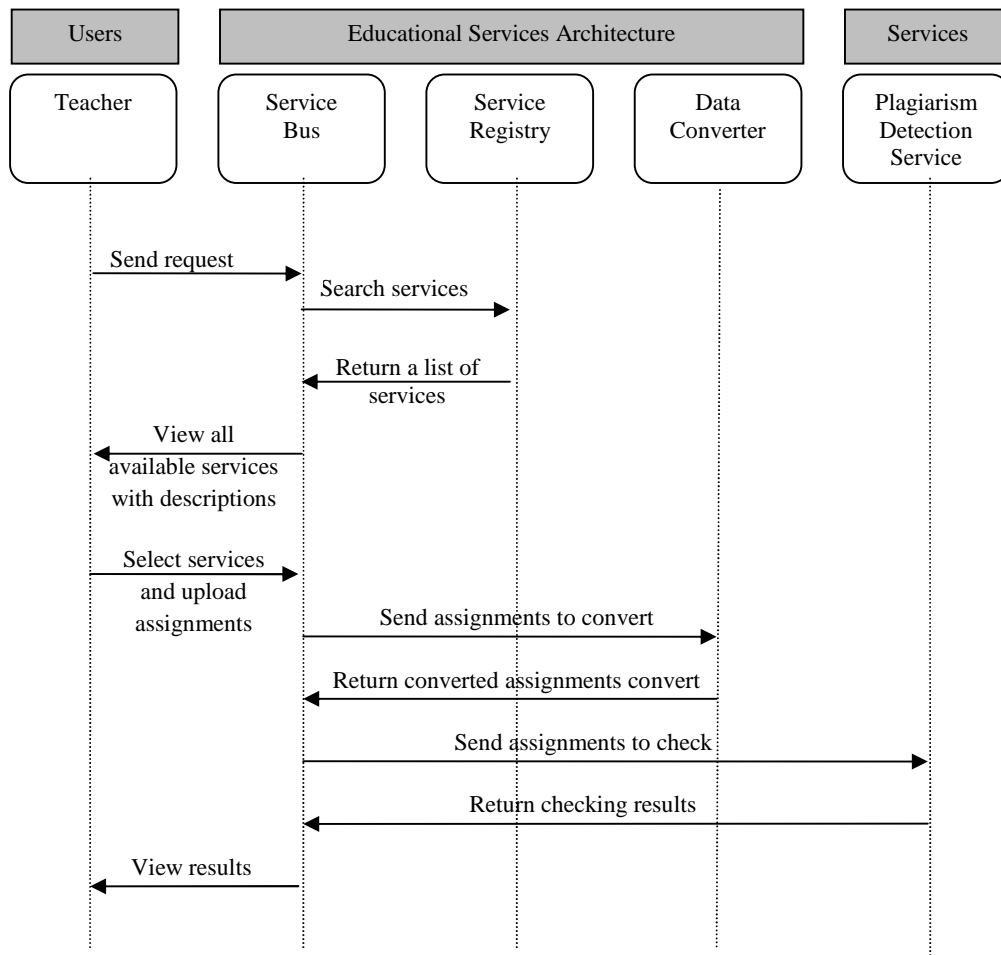 Users
Educational Services Architecture
Services
Teacher
Service
Bus
Service
Registry
Data
Converter
Plagiarism
Detection
Service
Send request
Search services
Return a list of
services
View all
available services
with descriptions
Select services
and upload
assignments
Send assignments to convert
Return converted assignments convert
Send assignments to check
Return checking results
View results